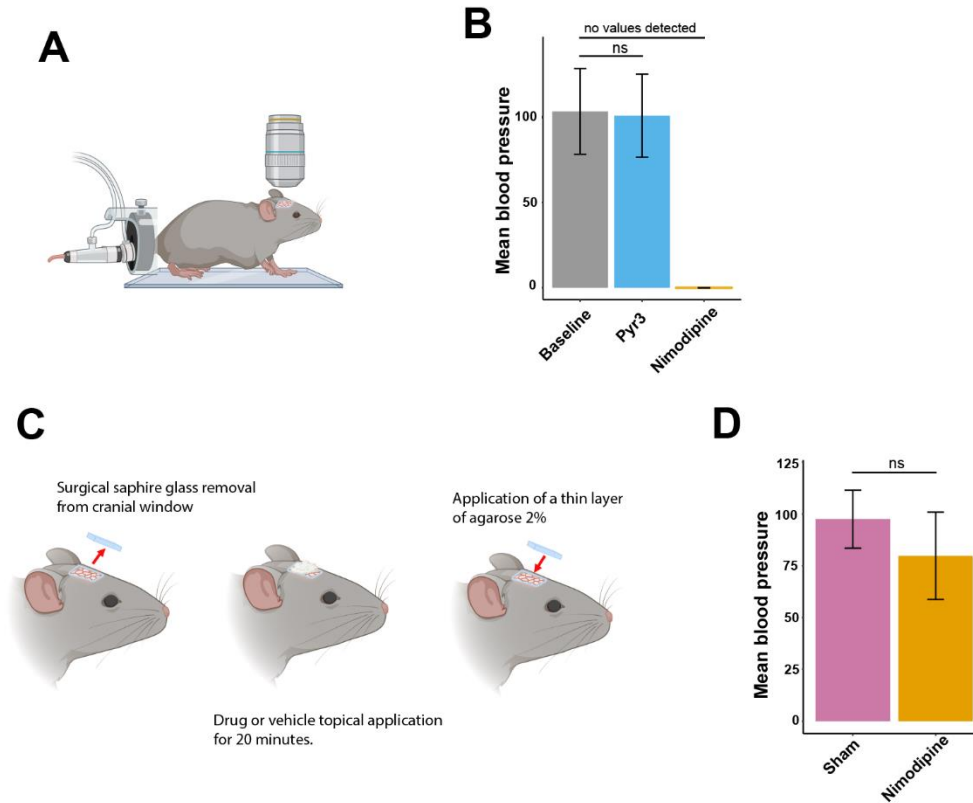 A
B
no values detected
ns
Mean blood pressure
100
50
0
Baseline
Pyr3
Nimodipine
C
Surgical saphire glass removal
from cranial window
Drug or vehicle topical application
for 20 minutes.
Application of a thin layer
of agarose 2%
D
ns
Mean blood pressure
125
100
75
50
25
0
Sham
Nimodipine